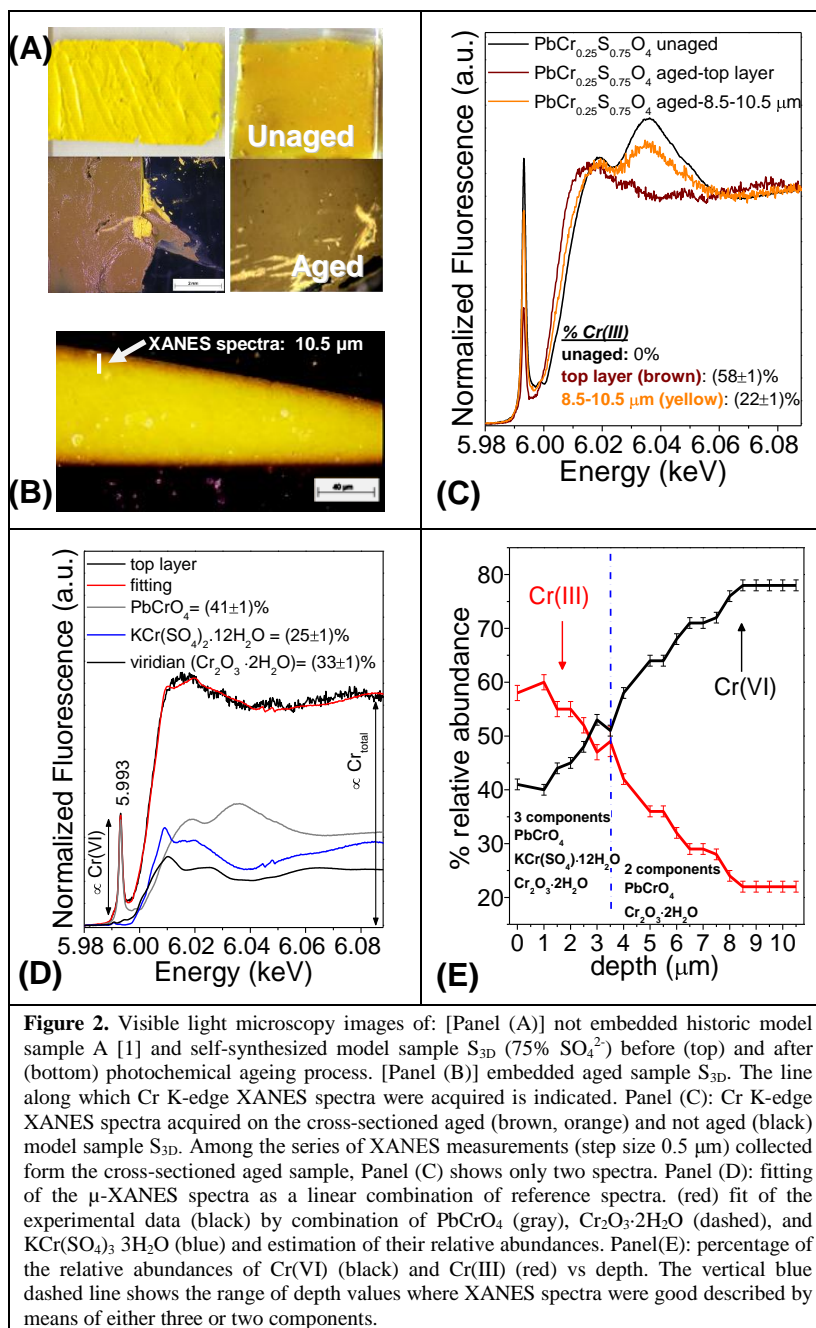 (A)
Unaged
Aged
XANES spectra: 10.5 µm
40 µm
(B)
PbCr0.25S0.75O4 unaged
PbCr0.25S0.75O4 aged-top layer
PbCr0.25S0.75O4 aged-8.5-10.5 µm
Normalized Fluorescence (a.u.)
% Cr(III)
unaged: 0%
top layer (brown): (58±1)%
8.5-10.5 µm (yellow): (22±1)%
5.98 6.00 6.02 6.04 6.06 6.08
Energy (keV)
(C)
top layer
fitting
PbCrO4= (41±1)%
KCr(SO4)2.12H2O = (25±1)%
viridian (Cr2O3·2H2O)= (33±1)%
Normalized Fluorescence (a.u.)
5.993
∝ Cr(VI)
∝ Crtotal
5.98 6.00 6.02 6.04 6.06 6.08
Energy (keV)
(D)
80
70
60
50
40
30
20
% relative abundance
Cr(III)
Cr(VI)
3 components
PbCrO4
KCr(SO4)·12H2O
Cr2O3·2H2O
2 components
PbCrO4
Cr2O3·2H2O
0 1 2 3 4 5 6 7 8 9 10
depth (µm)
(E)
Figure 2. Visible light microscopy images of: [Panel (A)] not embedded historic model
sample A [1] and self-synthesized model sample S3D (75% SO4²⁻) before (top) and after
(bottom) photochemical ageing process. [Panel (B)] embedded aged sample S3D. The line
along which Cr K-edge XANES spectra were acquired is indicated. Panel (C): Cr K-edge
XANES spectra acquired on the cross-sectioned aged (brown, orange) and not aged (black)
model sample S3D. Among the series of XANES measurements (step size 0.5 µm) collected
form the cross-sectioned aged sample, Panel (C) shows only two spectra. Panel (D): fitting
of the µ-XANES spectra as a linear combination of reference spectra. (red) fit of the
experimental data (black) by combination of PbCrO4 (gray), Cr2O3·2H2O (dashed), and
KCr(SO4)3 3H2O (blue) and estimation of their relative abundances. Panel(E): percentage of
the relative abundances of Cr(VI) (black) and Cr(III) (red) vs depth. The vertical blue
dashed line shows the range of depth values where XANES spectra were good described by
means of either three or two components.